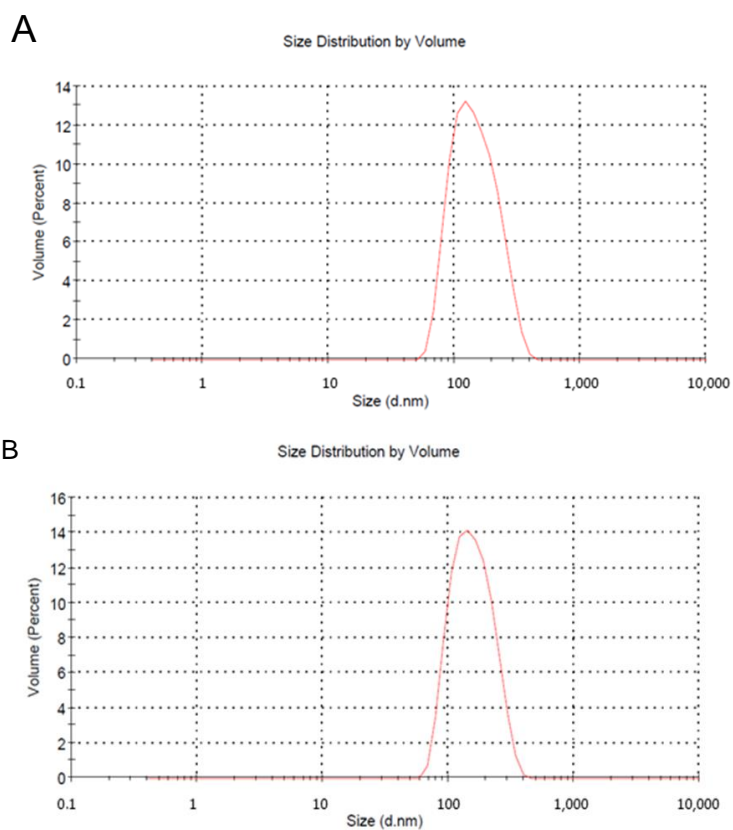 A
Size Distribution by Volume
14
12
10
8
6
4
2
0
Volume (Percent)
0.1 1 10 100 1,000 10,000
Size (d.nm)
B
Size Distribution by Volume
16
14
12
10
8
6
4
2
0
Volume (Percent)
0.1 1 10 100 1,000 10,000
Size (d.nm)